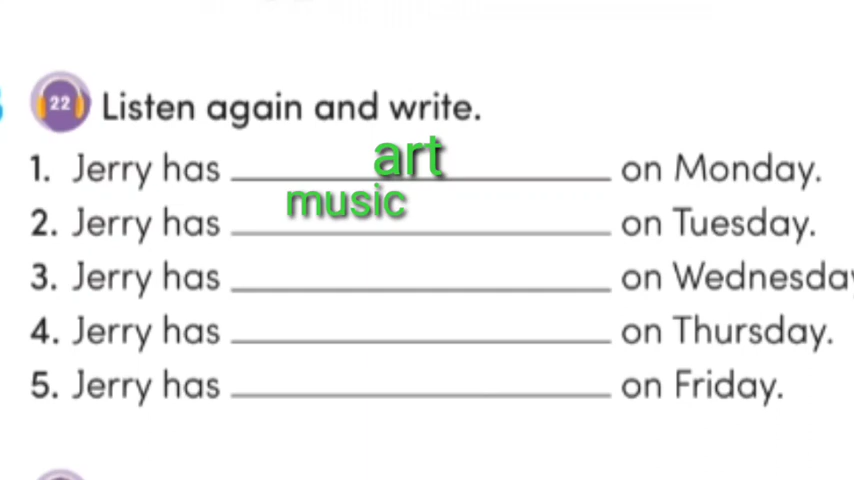 22 Listen again and write.
1. Jerry has art on Monday.
2. Jerry has music on Tuesday.
3. Jerry has on Wednesday
4. Jerry has on Thursday.
5. Jerry has on Friday.